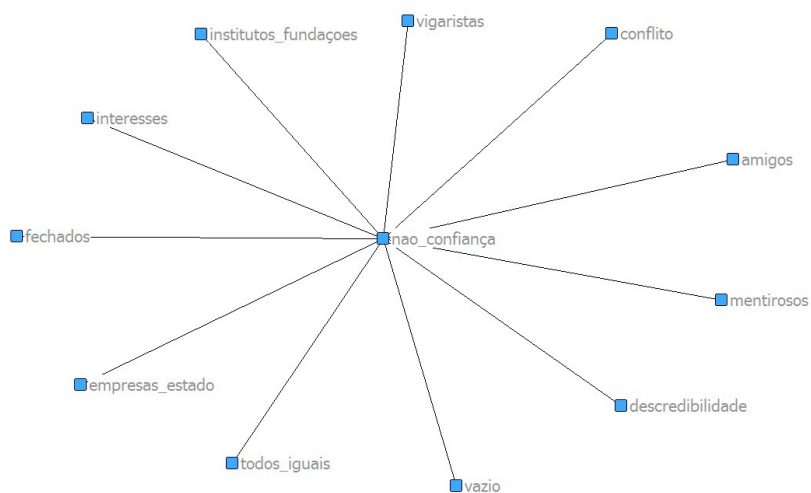 vigaristas
institutos_fundaçoes
conflito
interesses
amigos
fechados
nao_confiança
mentirosos
empresas_estado
descredibilidade
todos_iguais
vazio